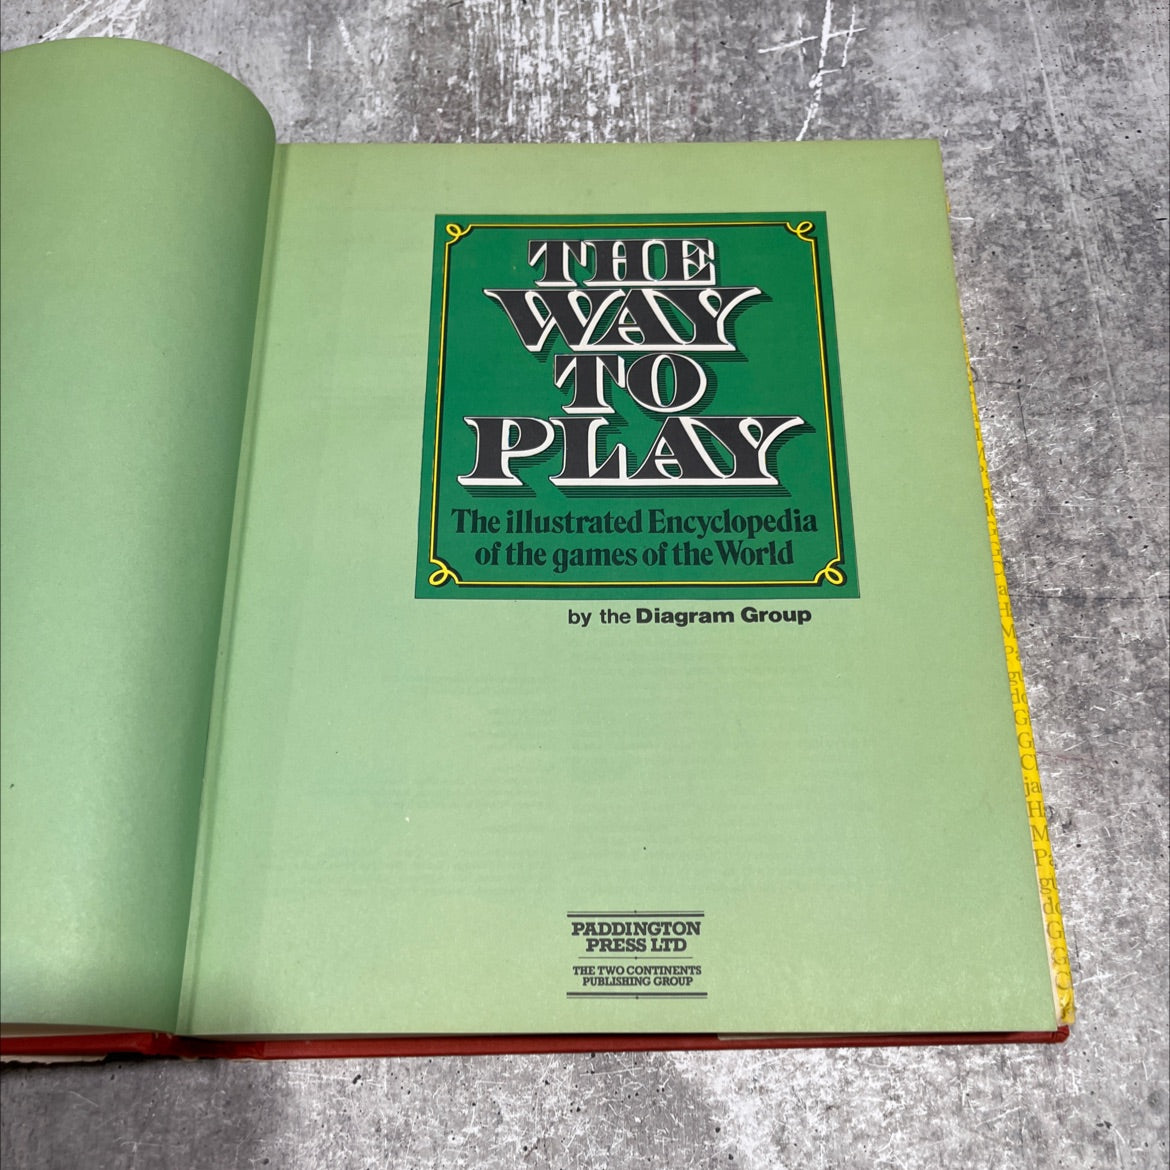 THE
WAY
TO
PLAY
The illustrated Encyclopedia
of the games of the World
by the Diagram Group
PADDINGTON
PRESS LTD
THE TWO CONTINENTS
PUBLISHING GROUP